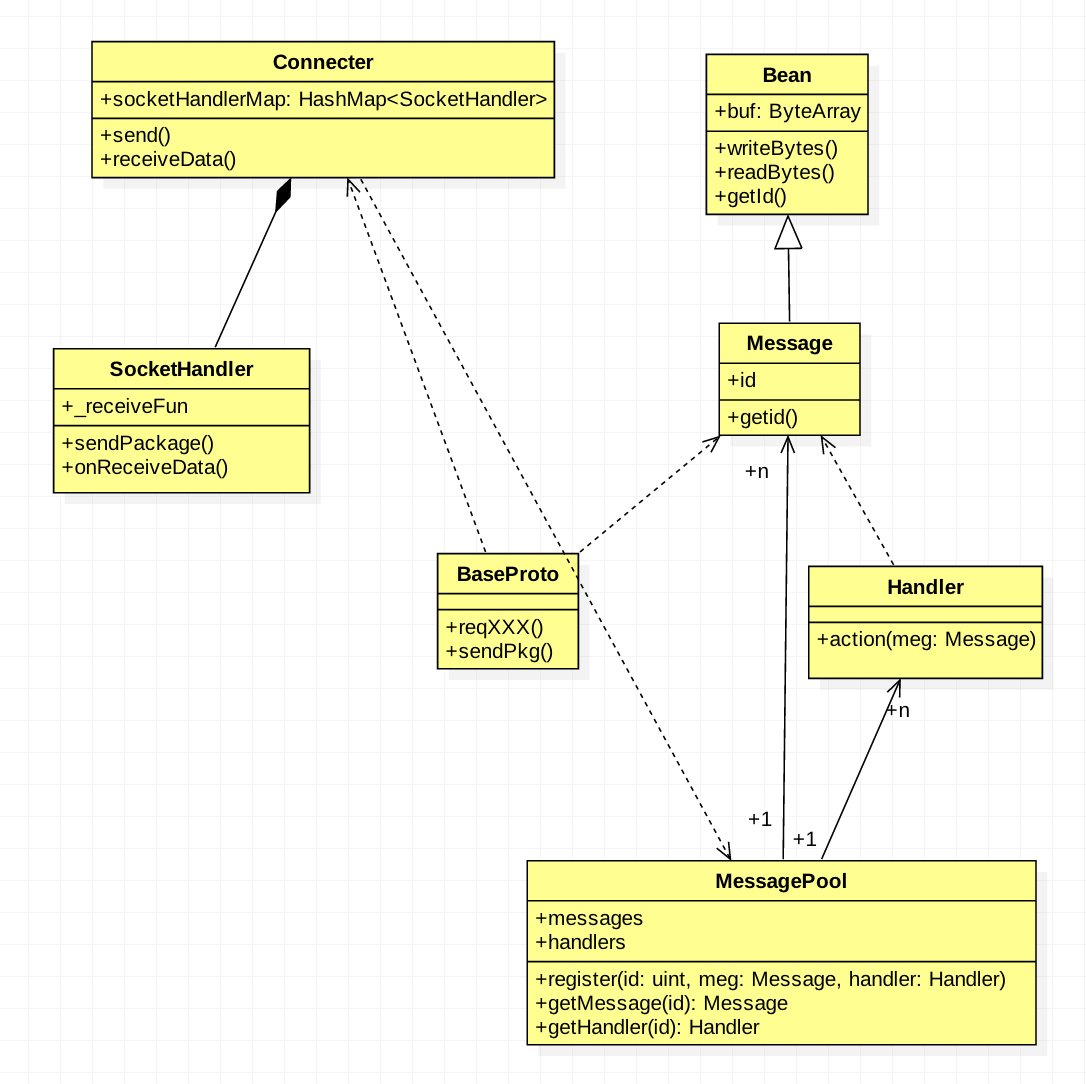 Connecter
+socketHandlerMap: HashMap<SocketHandler>
+send()
+receiveData()
Bean
+buf: ByteArray
+writeBytes()
+readBytes()
+getId()
SocketHandler
+_receiveFun
+sendPackage()
+onReceiveData()
Message
+id
+getid()
+n
BaseProto
+reqXXX()
+sendPkg()
Handler
+action(meg: Message)
+n
+1
+1
MessagePool
+messages
+handlers
+register(id: uint, meg: Message, handler: Handler)
+getMessage(id): Message
+getHandler(id): Handler